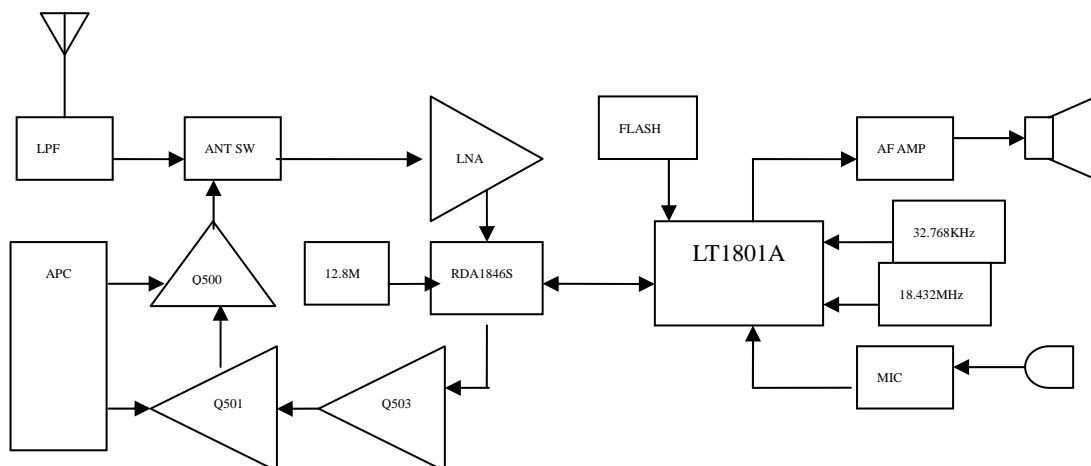 LPF
ANT SW
LNA
FLASH
AF AMP
APC
Q500
12.8M
RDA1846S
LT1801A
32.768KHz
18.432MHz
Q501
Q503
MIC